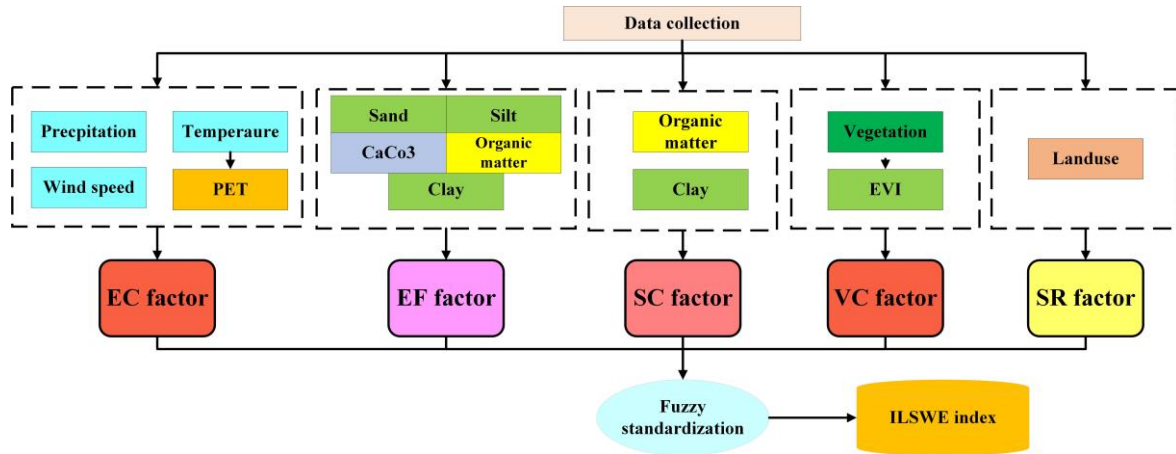 Data collection
Precpitation
Temperaure
Wind speed
PET
Sand
Silt
CaCo3
Organic
matter
Clay
Organic
matter
Clay
Vegetation
EVI
Landuse
EC factor
EF factor
SC factor
VC factor
SR factor
Fuzzy
standardization
ILSWE index